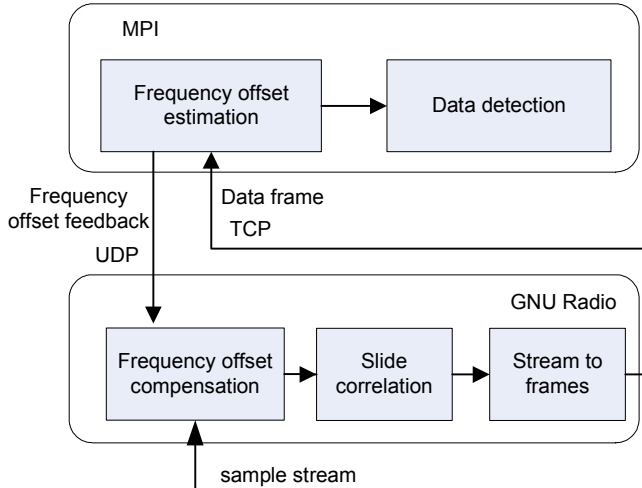 MPI
Frequency offset
estimation
Data detection
Frequency
offset feedback
UDP
Data frame
TCP
GNU Radio
Frequency offset
compensation
Slide
correlation
Stream to
frames
sample stream